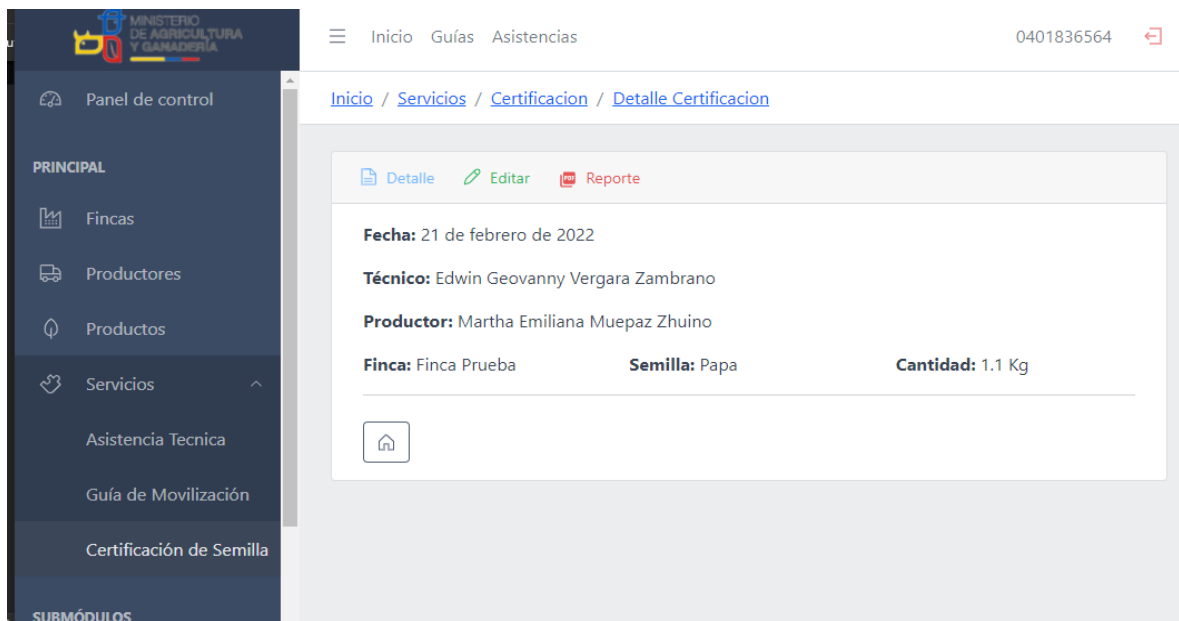 MINISTERIO
DE AGRICULTURA
Y GANADERÍA
Inicio Guías Asistencias 0401836564
Panel de control
Inicio / Servicios / Certificacion / Detalle Certificacion
PRINCIPAL
Fincas
Productores
Productos
Servicios
Asistencia Tecnica
Guía de Movilización
Certificación de Semilla
SUBMÓDULOS
Detalle Editar Reporte
Fecha: 21 de febrero de 2022
Técnico: Edwin Geovanny Vergara Zambrano
Productor: Martha Emiliana Muepaz Zhuino
Finca: Finca Prueba Semilla: Papa Cantidad: 1.1 Kg